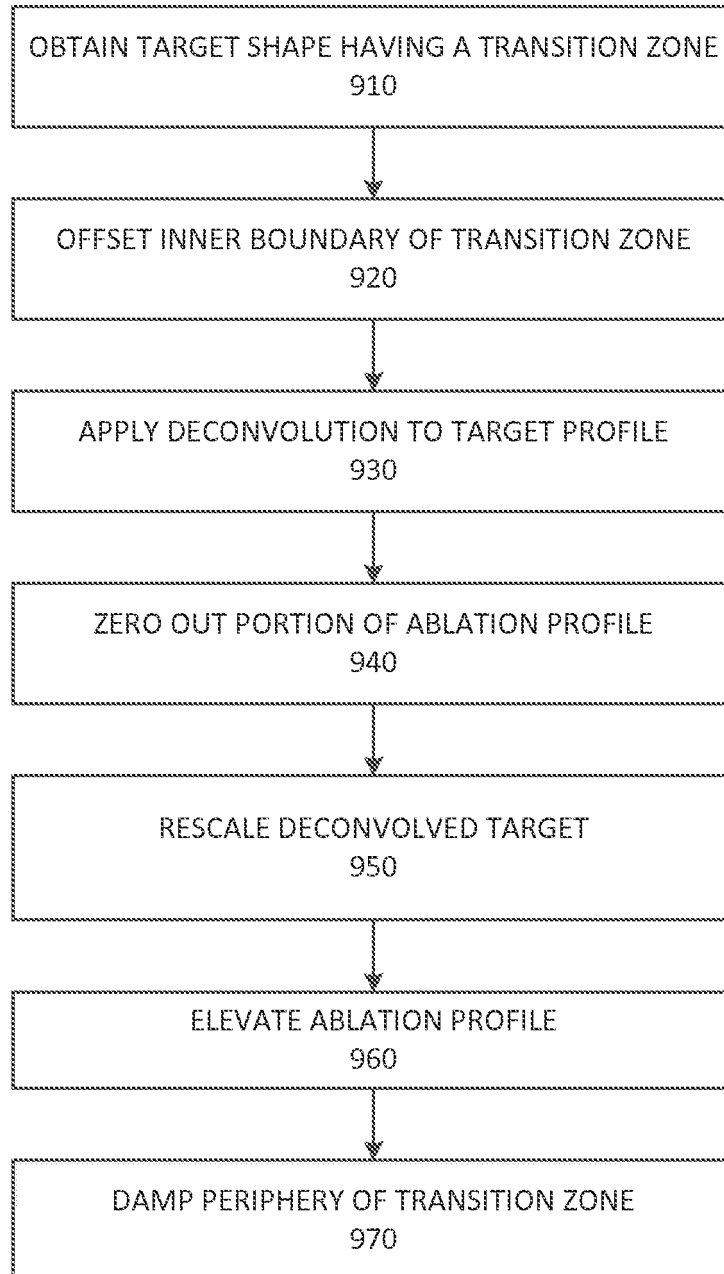 OBTAIN TARGET SHAPE HAVING A TRANSITION ZONE
910
OFFSET INNER BOUNDARY OF TRANSITION ZONE
920
APPLY DECONVOLUTION TO TARGET PROFILE
930
ZERO OUT PORTION OF ABLATION PROFILE
940
RESCALE DECONVOLVED TARGET
950
ELEVATE ABLATION PROFILE
960
DAMP PERIPHERY OF TRANSITION ZONE
970